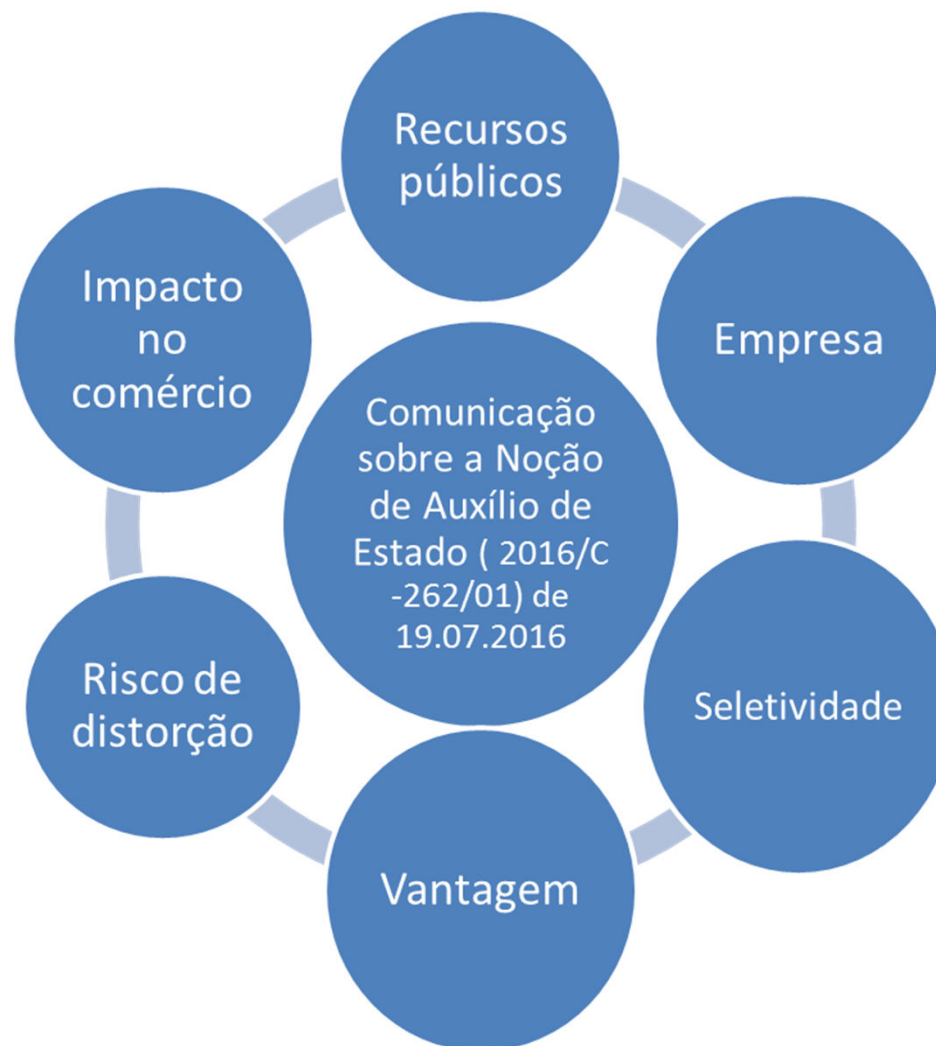 Recursos
públicos
Empresa
Seletividade
Vantagem
Risco de
distorção
Impacto
no
comércio
Comunicação
sobre a Noção
de Auxílio de
Estado ( 2016/C
-262/01) de
19.07.2016